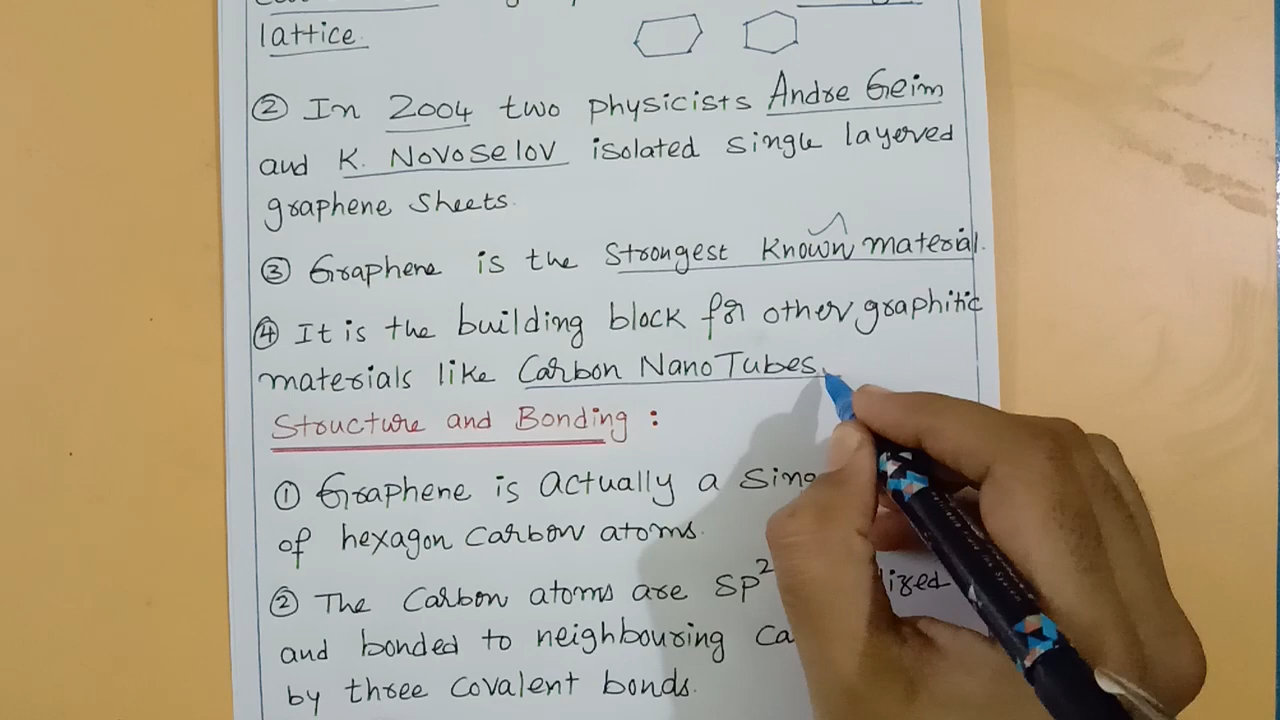 lattice.
② In 2004 two physicists Andre Geim
and K. Novoselov isolated single layered
graphene sheets.
③ Graphene is the strongest known material.
④ It is the building block for other graphitic
materials like Carbon NanoTubes.
Structure and Bonding :
① Graphene is actually a sing
of hexagon carbon atoms.
② The Carbon atoms are sp² lized
and bonded to neighbouring ca
by three covalent bonds.